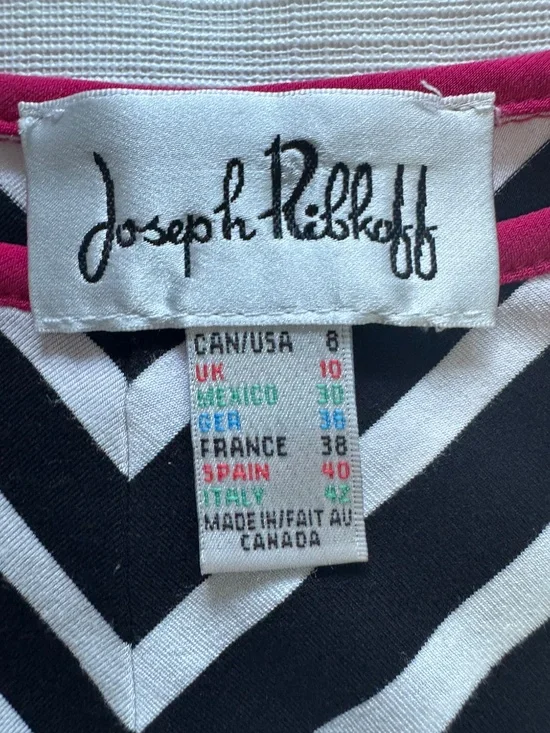 Joseph Ribkoff
CAN/USA 8
UK 10
MEXICO 30
GER 38
FRANCE 38
SPAIN 40
ITALY 42
MADE IN/FAIT AU
CANADA